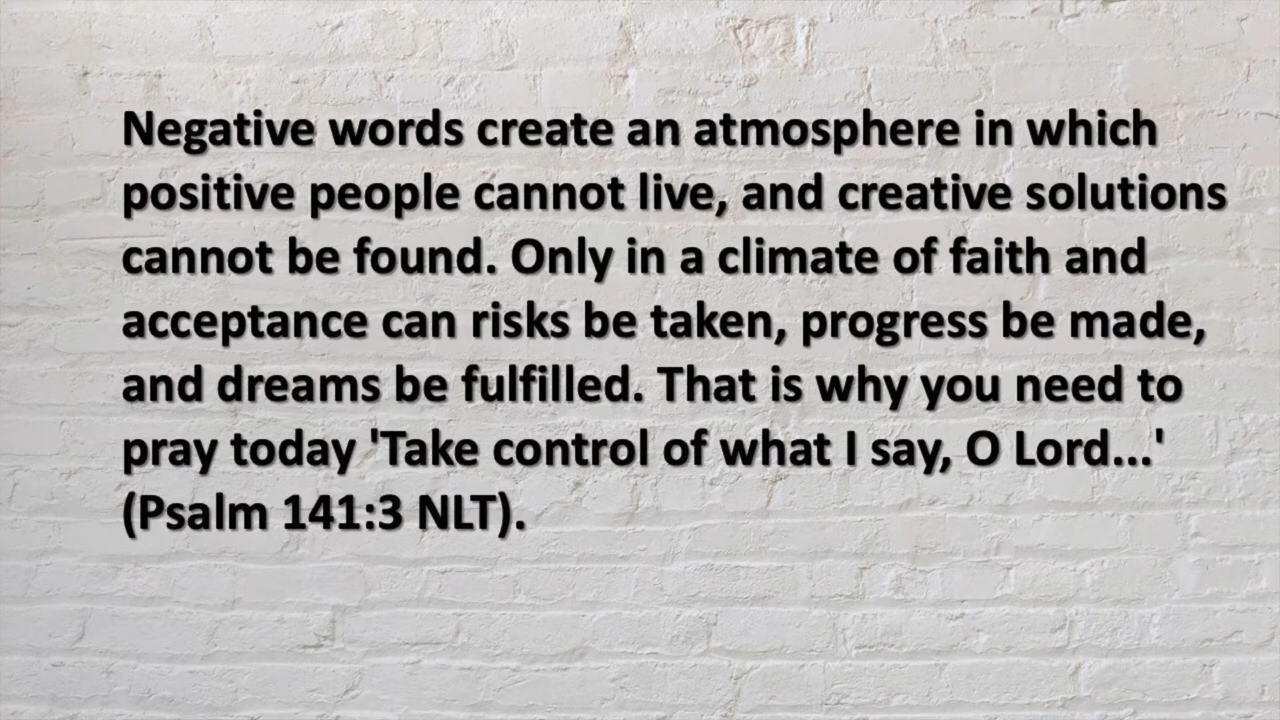 Negative words create an atmosphere in which
positive people cannot live, and creative solutions
cannot be found. Only in a climate of faith and
acceptance can risks be taken, progress be made,
and dreams be fulfilled. That is why you need to
pray today 'Take control of what I say, O Lord...'
(Psalm 141:3 NLT).